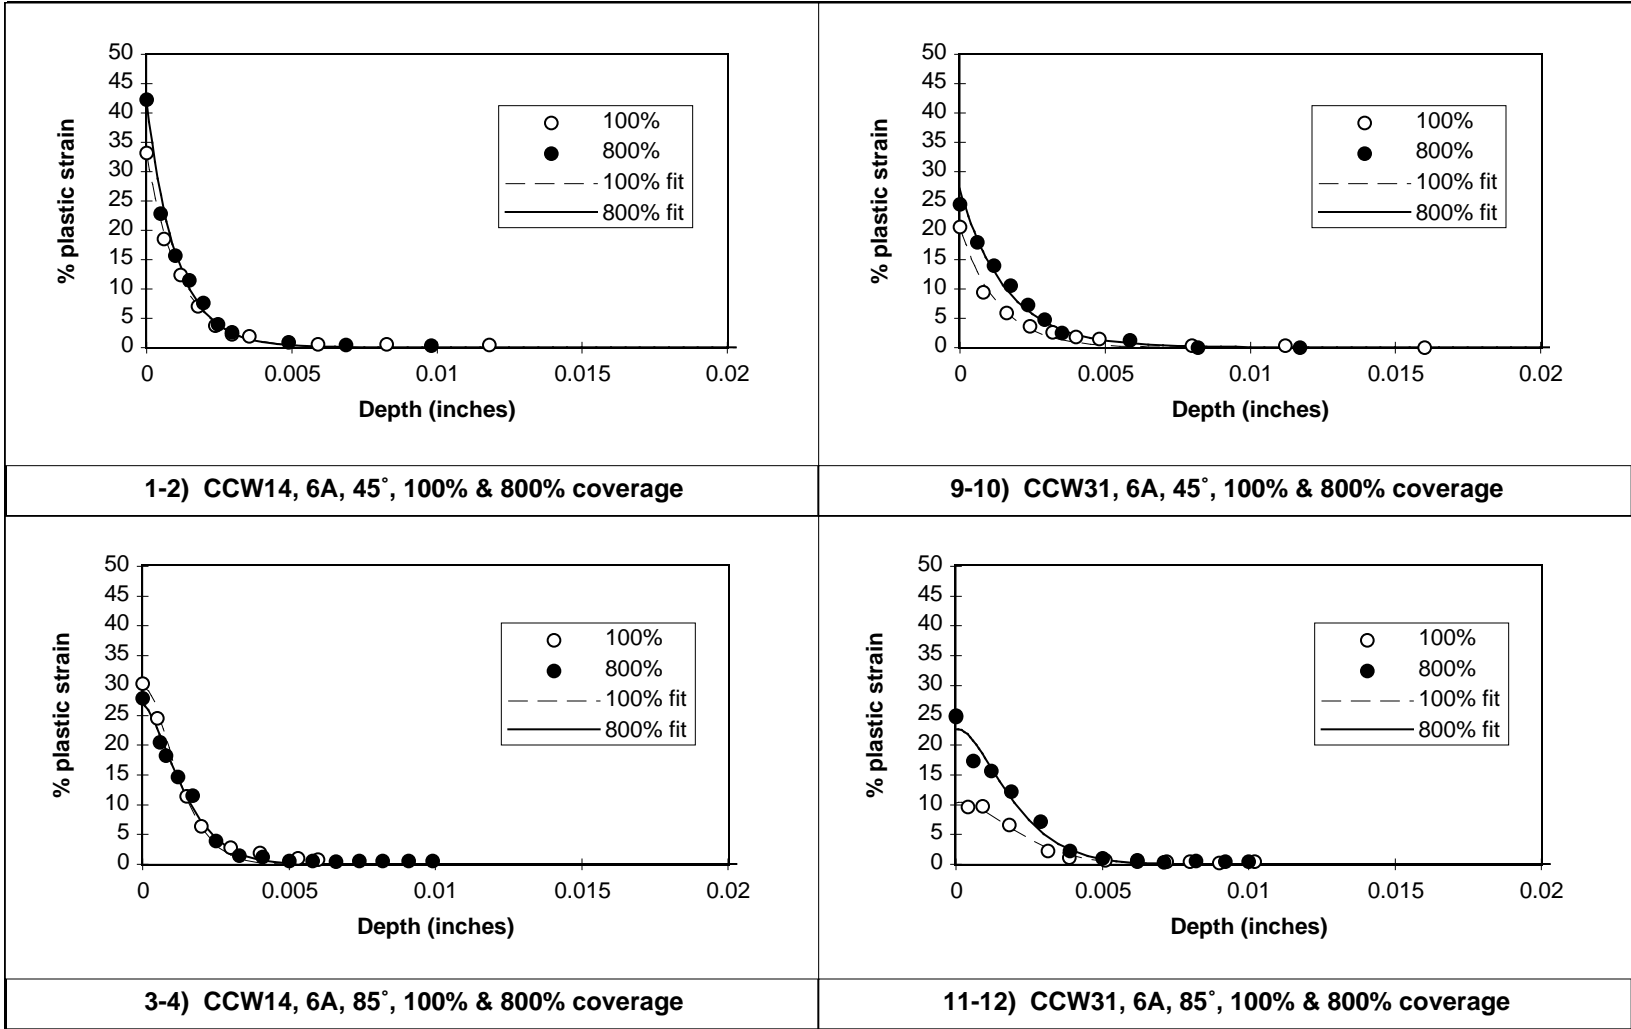 50
45
40
35
30
25
20
15
10
5
0
% plastic strain
0 0.005 0.01 0.015 0.02
Depth (inches)
100%
800%
100% fit
800% fit
1-2) CCW14, 6A, 45˚, 100% & 800% coverage
50
45
40
35
30
25
20
15
10
5
0
% plastic strain
0 0.005 0.01 0.015 0.02
Depth (inches)
100%
800%
100% fit
800% fit
9-10) CCW31, 6A, 45˚, 100% & 800% coverage
50
45
40
35
30
25
20
15
10
5
0
% plastic strain
0 0.005 0.01 0.015 0.02
Depth (inches)
100%
800%
100% fit
800% fit
3-4) CCW14, 6A, 85˚, 100% & 800% coverage
50
45
40
35
30
25
20
15
10
5
0
% plastic strain
0 0.005 0.01 0.015 0.02
Depth (inches)
100%
800%
100% fit
800% fit
11-12) CCW31, 6A, 85˚, 100% & 800% coverage